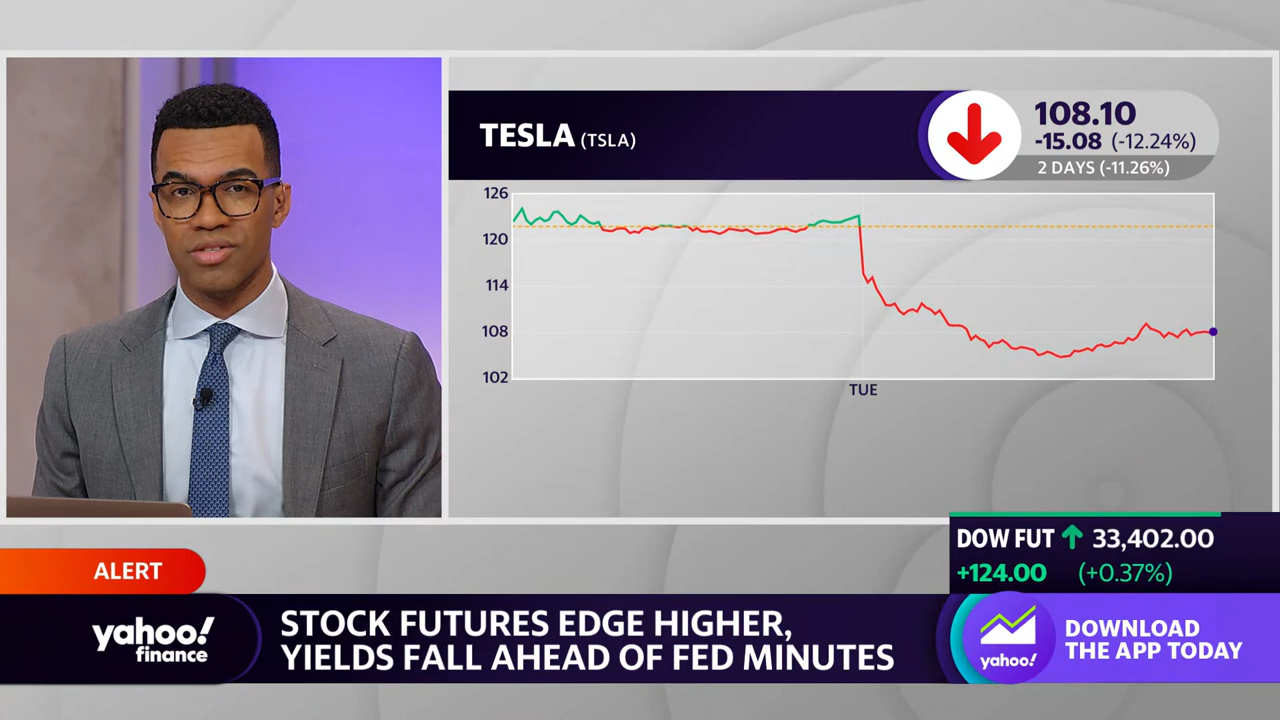 TESLA (TSLA)
108.10
-15.08 (-12.24%)
2 DAYS (-11.26%)
126
120
114
108
102
TUE
DOW FUT 33,402.00
+124.00 (+0.37%)
ALERT
yahoo!
finance
STOCK FUTURES EDGE HIGHER,
YIELDS FALL AHEAD OF FED MINUTES
yahoo!
DOWNLOAD
THE APP TODAY